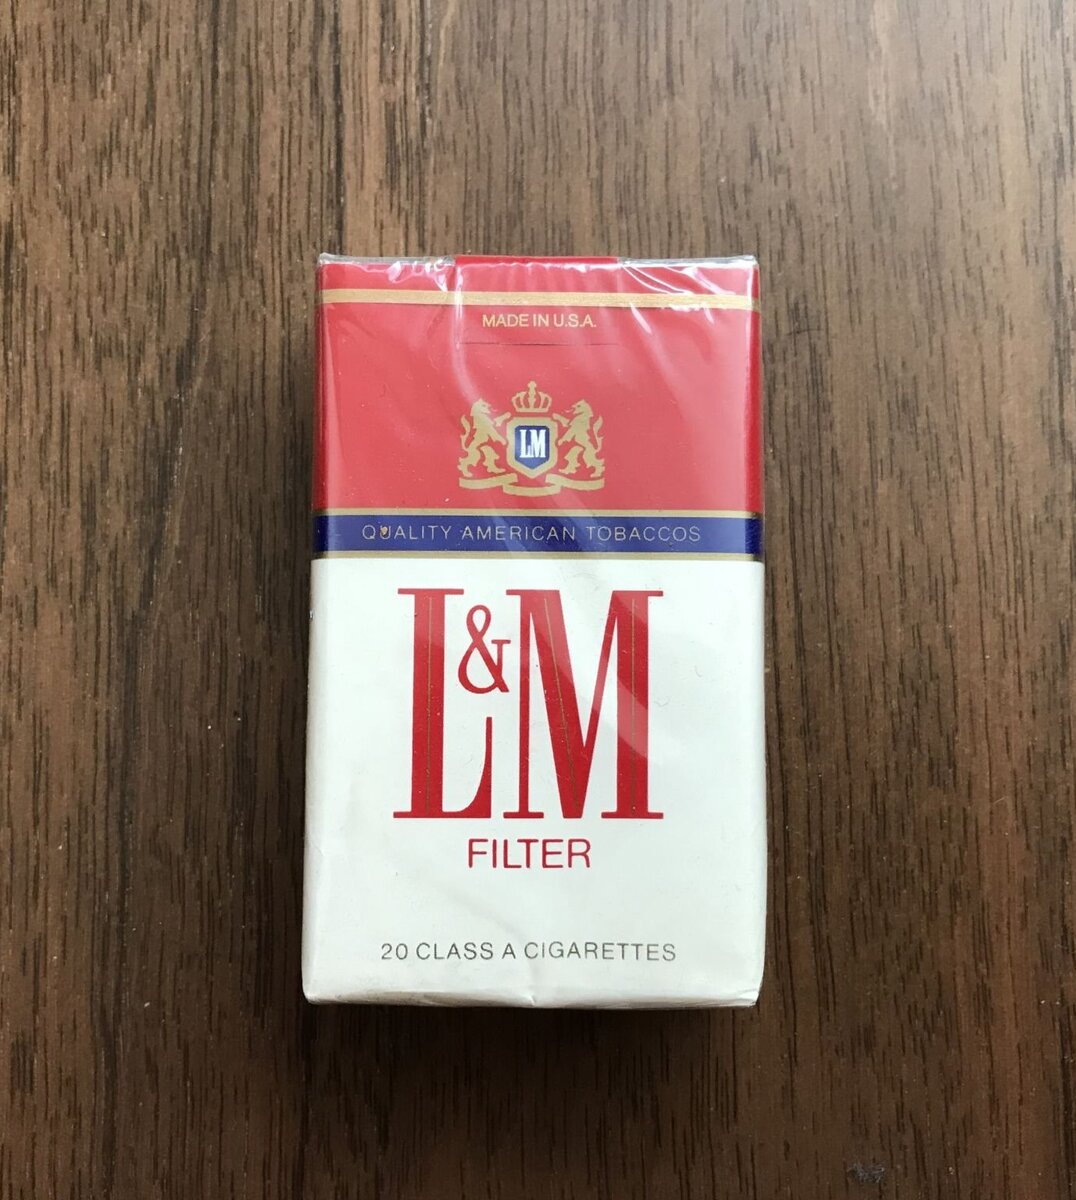 MADE IN U.S.A.
LM
QUALITY AMERICAN TOBACCOS
L&M
FILTER
20 CLASS A CIGARETTES